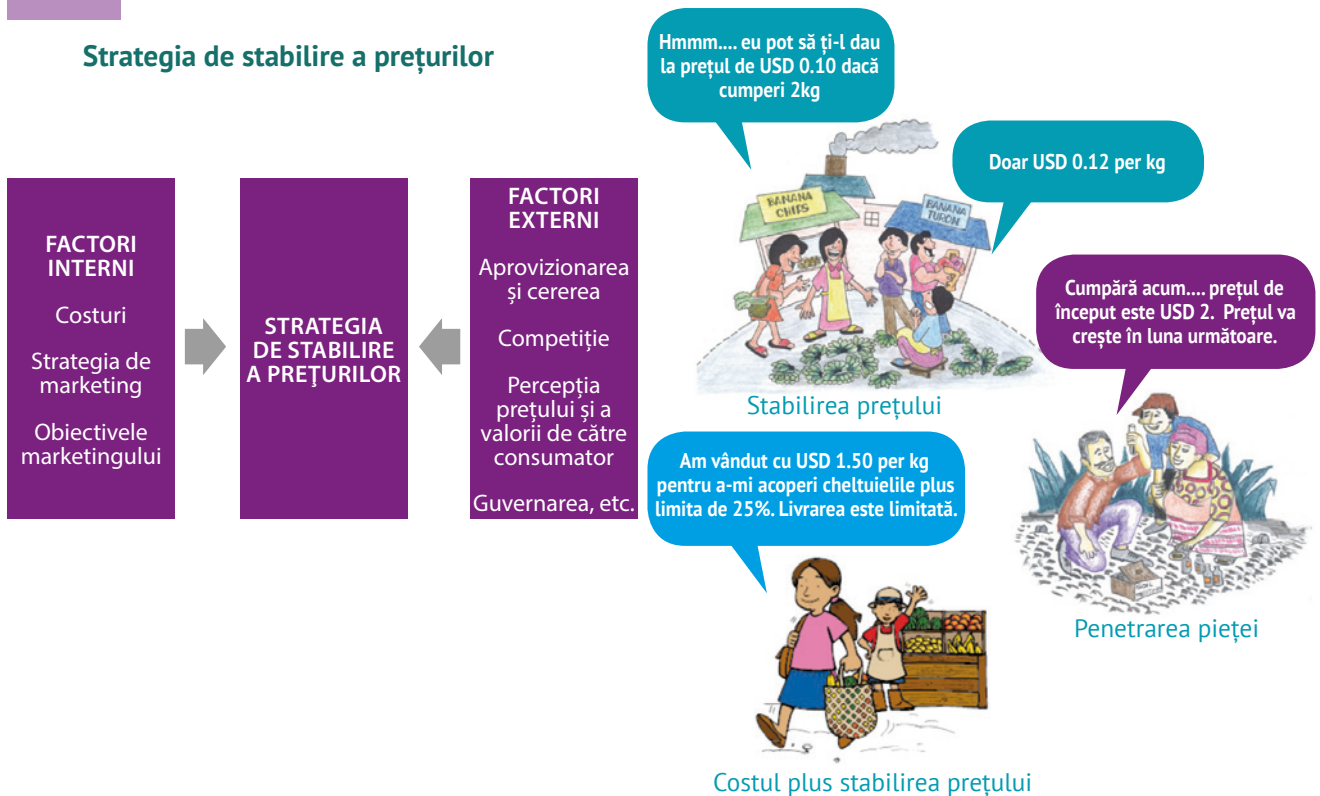 Strategia de stabilire a prețurilor
FACTORI
INTERNI
Costuri
Strategia de
marketing
Obiectivele
marketingului
STRATEGIA
DE STABILIRE
A PREŢURILOR
FACTORI
EXTERNI
Aprovizionarea
și cererea
Competiție
Percepția
prețului și a
valorii de către
consumator
Guvernarea, etc.
Hmmm.... eu pot să ți-l dau
la prețul de USD 0.10 dacă
cumperi 2kg
Doar USD 0.12 per kg
BANANA
CHIPS
BANANA
TURON
Stabilirea prețului
Cumpără acum.... prețul de
început este USD 2.  Prețul va
crește în luna următoare.
Penetrarea pieței
Am vândut cu USD 1.50 per kg
pentru a-mi acoperi cheltuielile plus
limita de 25%. Livrarea este limitată.
Costul plus stabilirea prețului